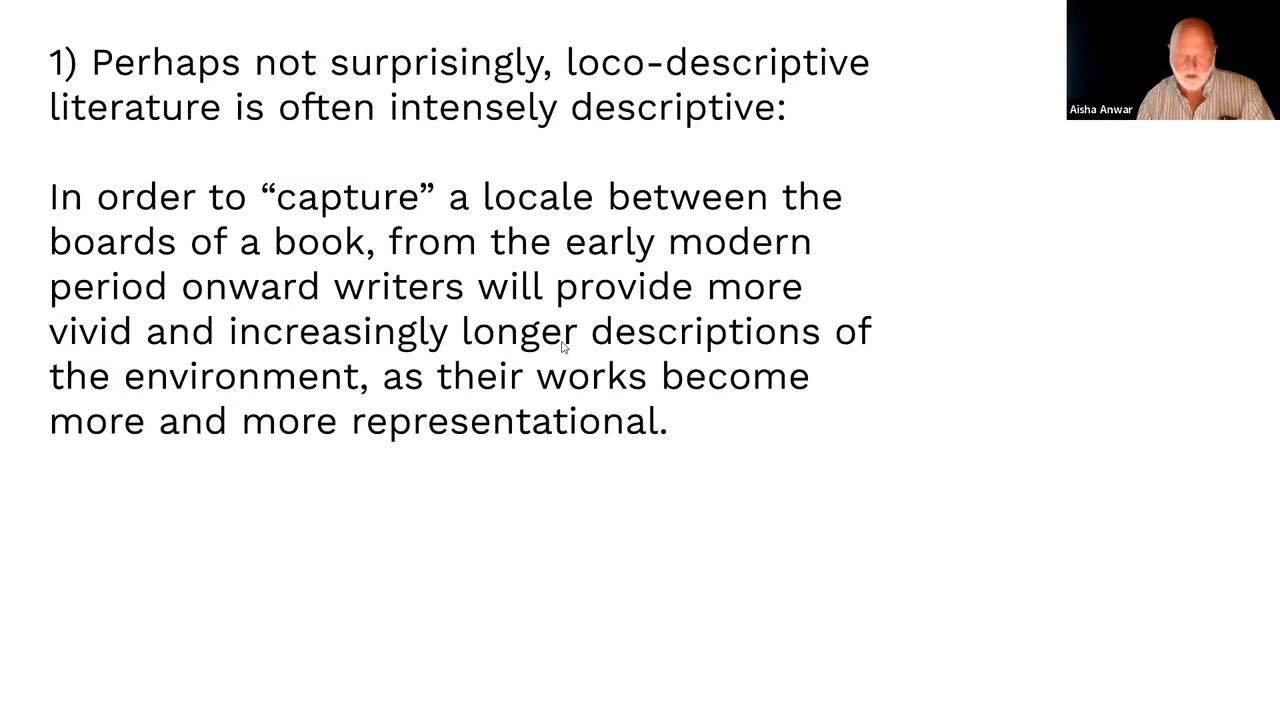 1) Perhaps not surprisingly, loco-descriptive
literature is often intensely descriptive:
In order to “capture” a locale between the
boards of a book, from the early modern
period onward writers will provide more
vivid and increasingly longer descriptions of
the environment, as their works become
more and more representational.
Aisha Anwar